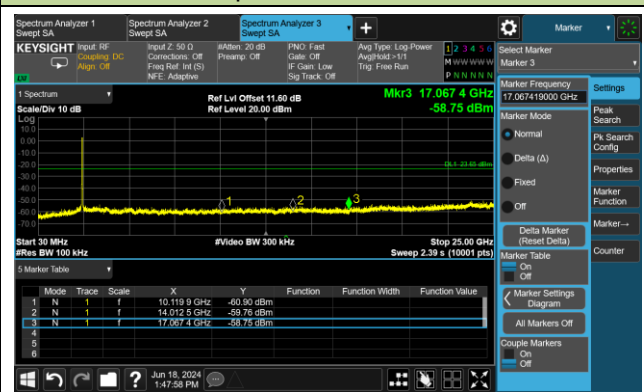 Spectrum Analyzer 1
Swept SA
Spectrum Analyzer 2
Swept SA
Spectrum Analyzer 3
Swept SA
Marker
KEYSIGHT
Input: RF
Coupling: DC
Align: Off
Input Z: 50 Ω
Corrections: Off
Freq Ref: Int (S)
NFE: Adaptive
#Atten: 20 dB
Preamp: Off
PNO: Fast
Gate: Off
IF Gain: Low
Sig Track: Off
Avg Type: Log-Power
Avg|Hold:>1/1
Trig: Free Run
1 2 3 4 5 6
M W W W W W
P N N N N N
Select Marker
Marker 3
1 Spectrum
Scale/Div 10 dB
Ref Lvl Offset 11.60 dB
Ref Level 20.00 dBm
Mkr3 17.067 4 GHz
-58.75 dBm
Log
10.0
0.00
-10.0
-20.0
-30.0
-40.0
-50.0
-60.0
-70.0
DL1 -23.65 dBm
1
2
3
Start 30 MHz
#Res BW 100 kHz
#Video BW 300 kHz
Stop 25.00 GHz
Sweep 2.39 s (10001 pts)
5 Marker Table
Mode Trace Scale X Y Function Function Width Function Value
1 N 1 f 10.119 9 GHz -60.90 dBm
2 N 1 f 14.012 5 GHz -59.76 dBm
3 N 1 f 17.067 4 GHz -58.75 dBm
4
5
6
Marker Frequency
17.067419000 GHz
Marker Mode
Normal
Delta (Δ)
Fixed
Off
Delta Marker
(Reset Delta)
Marker Table
On
Off
Marker Settings
Diagram
All Markers Off
Couple Markers
On
Off
Settings
Peak
Search
Pk Search
Config
Properties
Marker
Function
Marker→
Counter
Jun 18, 2024
1:47:58 PM